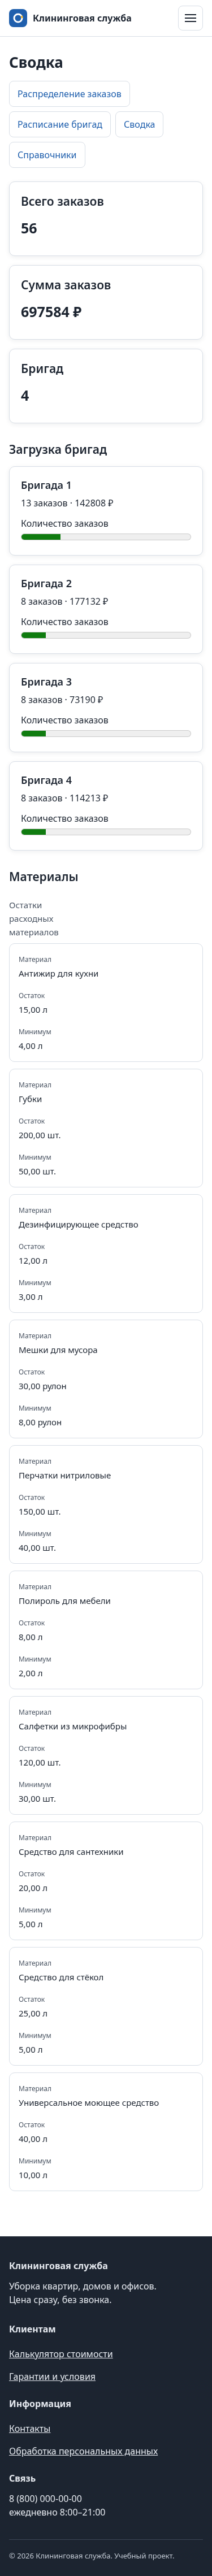 Клининговая служба
Сводка
Распределение заказов
Расписание бригад
Сводка
Справочники
Всего заказов
56
Сумма заказов
697584 ₽
Бригад
4
Загрузка бригад
Бригада 1
13 заказов · 142808 ₽
Количество заказов
Бригада 2
8 заказов · 177132 ₽
Количество заказов
Бригада 3
8 заказов · 73190 ₽
Количество заказов
Бригада 4
8 заказов · 114213 ₽
Количество заказов
Материалы
Остатки
расходных
материалов
Материал
Антижир для кухни
Остаток
15,00 л
Минимум
4,00 л
Материал
Губки
Остаток
200,00 шт.
Минимум
50,00 шт.
Материал
Дезинфицирующее средство
Остаток
12,00 л
Минимум
3,00 л
Материал
Мешки для мусора
Остаток
30,00 рулон
Минимум
8,00 рулон
Материал
Перчатки нитриловые
Остаток
150,00 шт.
Минимум
40,00 шт.
Материал
Полироль для мебели
Остаток
8,00 л
Минимум
2,00 л
Материал
Салфетки из микрофибры
Остаток
120,00 шт.
Минимум
30,00 шт.
Материал
Средство для сантехники
Остаток
20,00 л
Минимум
5,00 л
Материал
Средство для стёкол
Остаток
25,00 л
Минимум
5,00 л
Материал
Универсальное моющее средство
Остаток
40,00 л
Минимум
10,00 л
Клининговая служба
Уборка квартир, домов и офисов.
Цена сразу, без звонка.
Клиентам
Калькулятор стоимости
Гарантии и условия
Информация
Контакты
Обработка персональных данных
Связь
8 (800) 000-00-00
ежедневно 8:00–21:00
© 2026 Клининговая служба. Учебный проект.